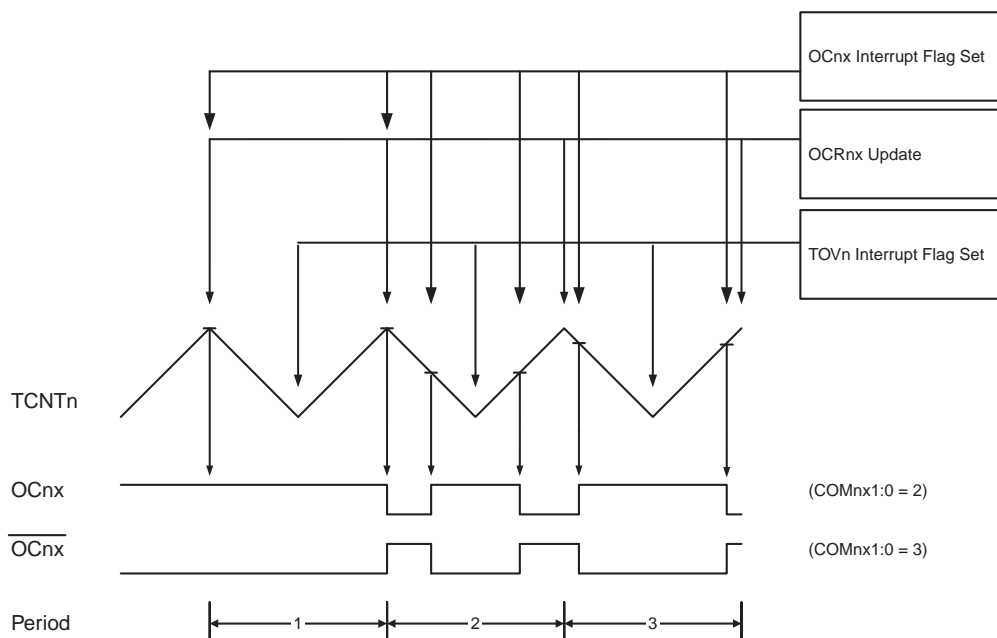 OCnx Interrupt Flag Set
OCRnx Update
TOVn Interrupt Flag Set
TCNTn
OCnx
(COMnx1:0 = 2)
OCnx
(COMnx1:0 = 3)
Period
1
2
3